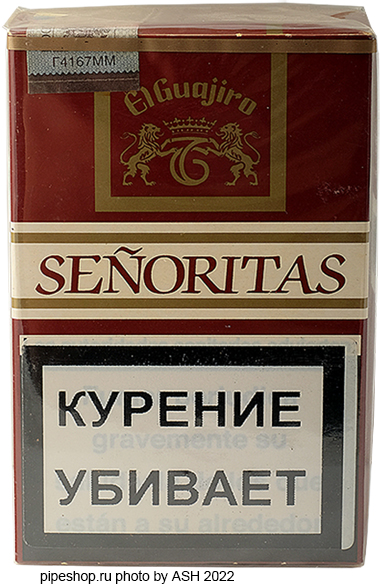 Г4167ММ
El Guajiro
SEÑORITAS
КУРЕНИЕ
gravemente su
УБИВАЕТ
están a su alrededor
pipeshop.ru photo by ASH 2022